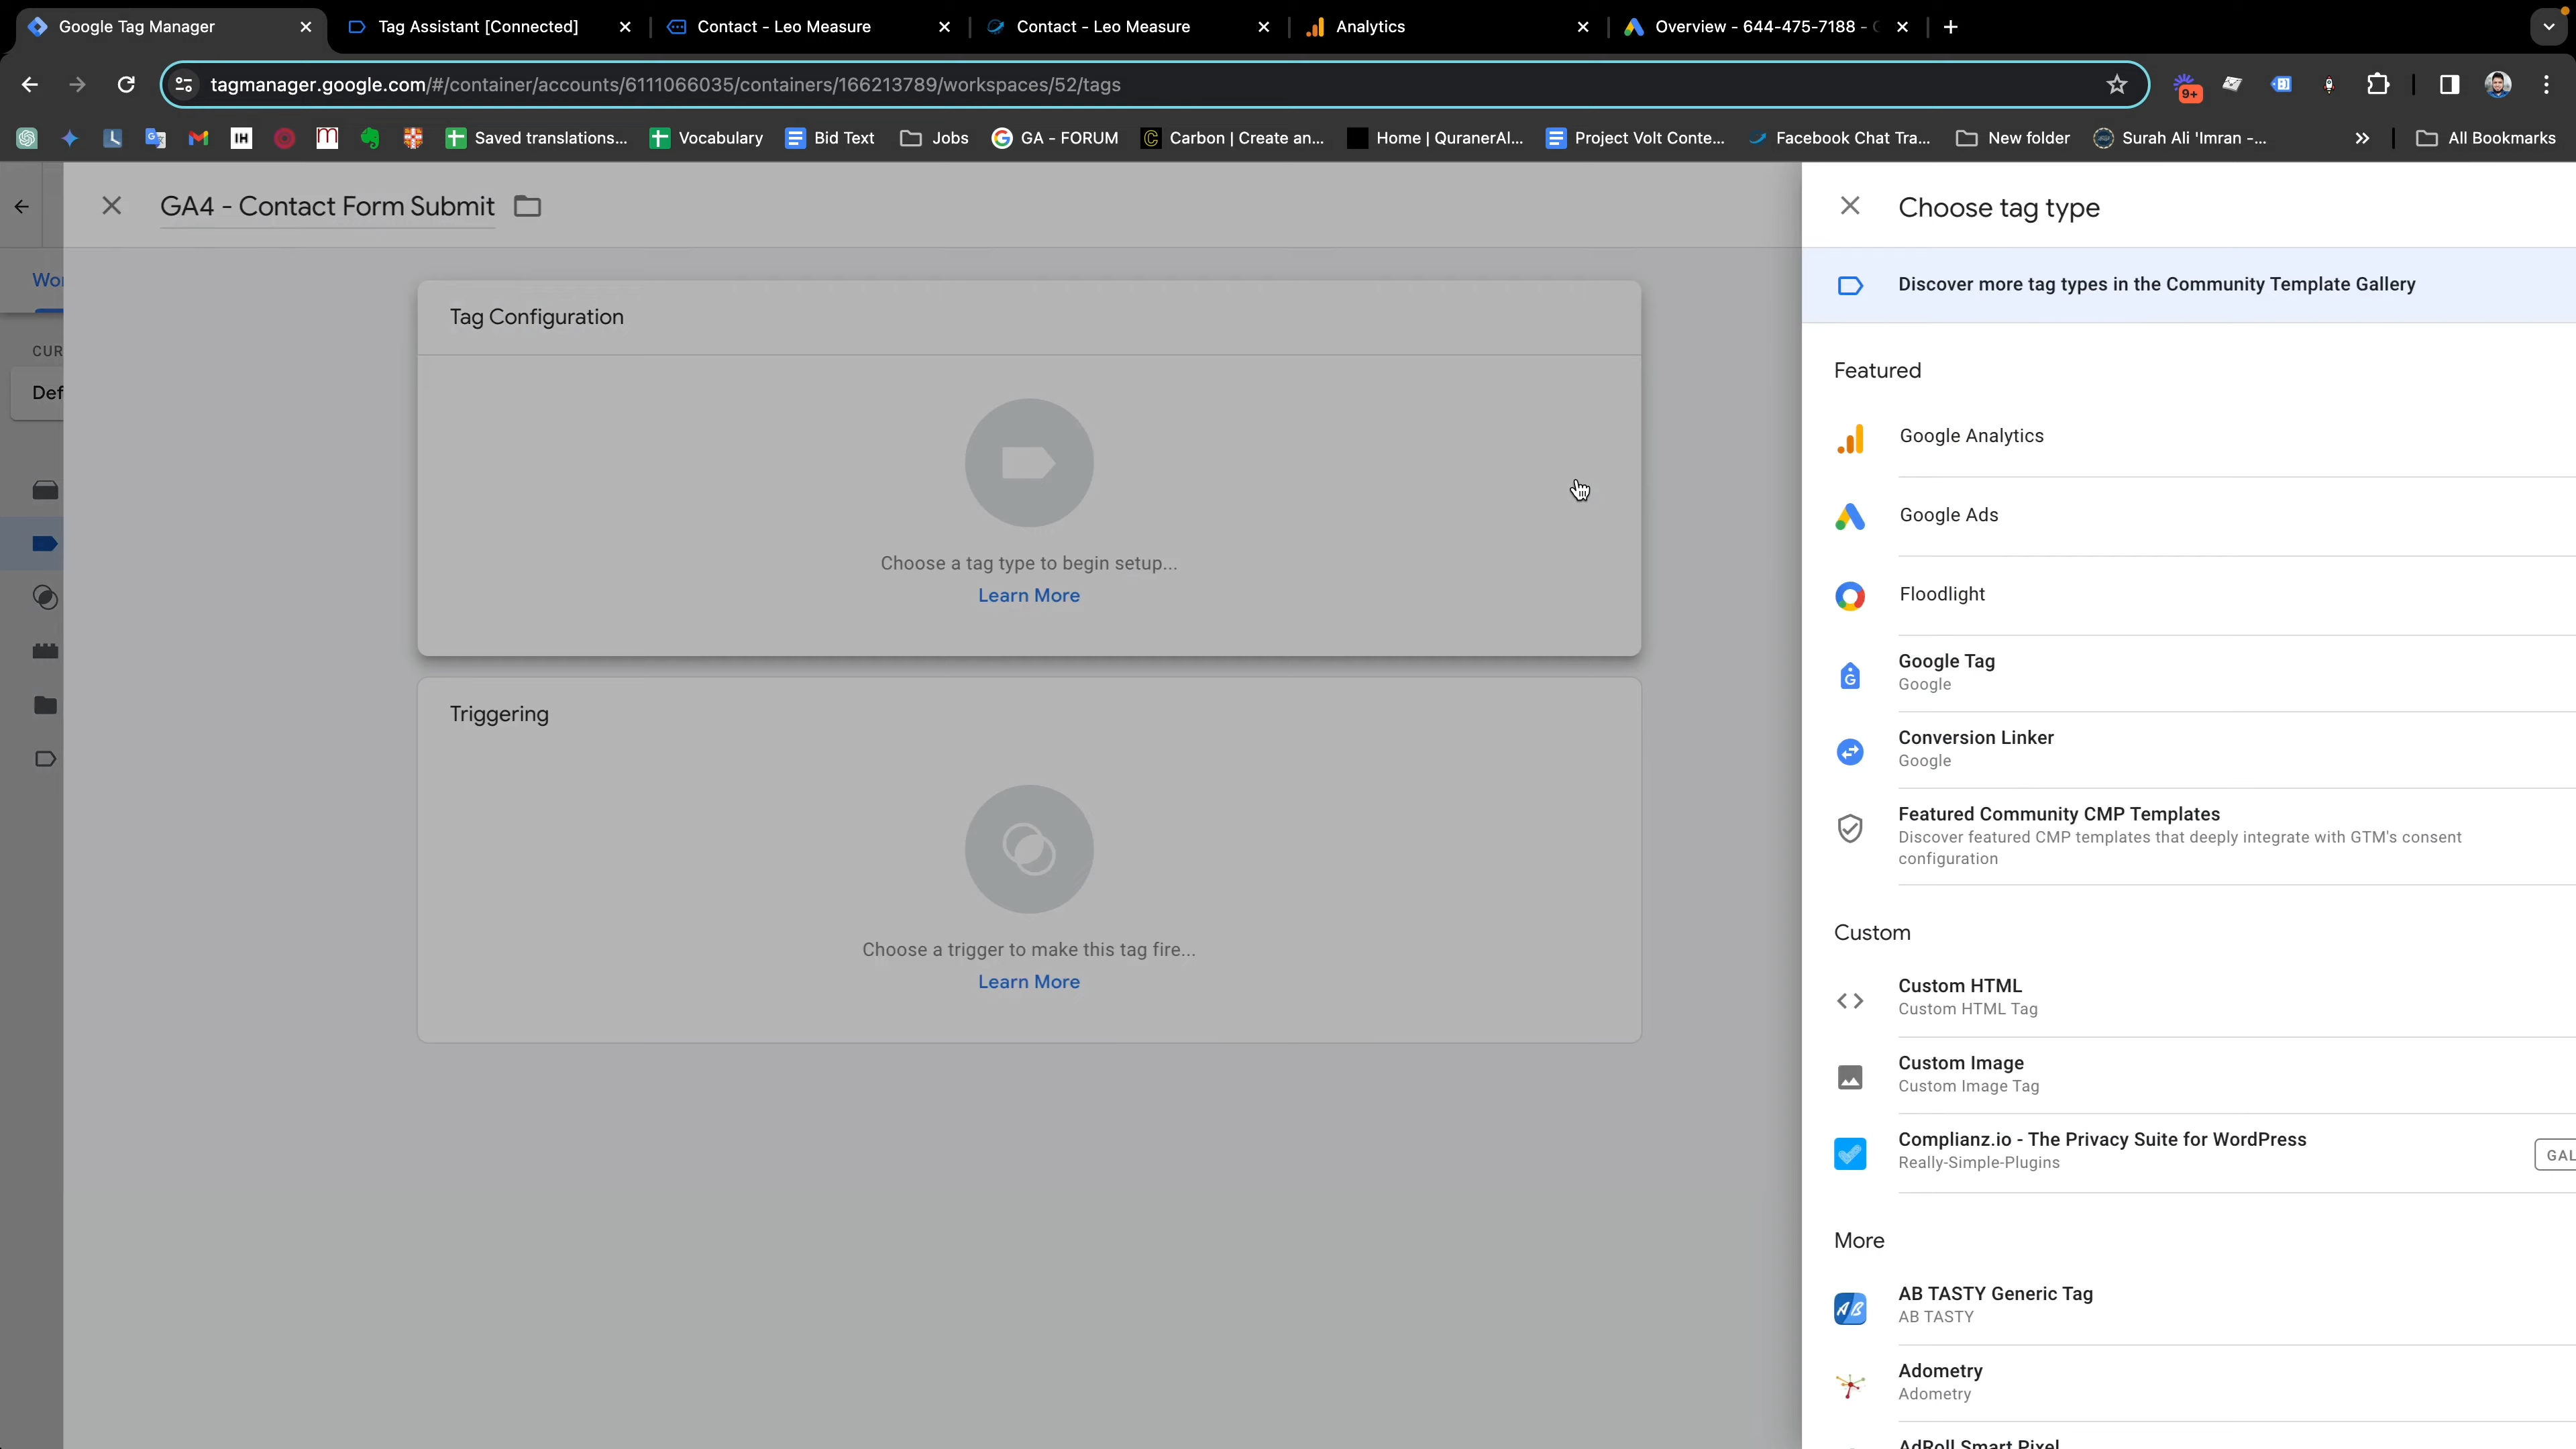 Google Tag Manager
Tag Assistant [Connected]
Contact - Leo Measure
Contact - Leo Measure
Analytics
Overview - 644-475-7188 -
tagmanager.google.com/#/container/accounts/6111066035/containers/166213789/workspaces/52/tags
9+
IH
Saved translations...
Vocabulary
Bid Text
Jobs
GA - FORUM
Carbon | Create an...
Home | QuranerAl...
Project Volt Conte...
Facebook Chat Tra...
New folder
Surah Ali 'Imran -...
All Bookmarks
GA4 - Contact Form Submit
Wor
CUR
Def
Tag Configuration
Choose a tag type to begin setup...
Learn More
Triggering
Choose a trigger to make this tag fire...
Learn More
Choose tag type
Discover more tag types in the Community Template Gallery
Featured
Google Analytics
Google Ads
Floodlight
Google Tag
Google
Conversion Linker
Google
Featured Community CMP Templates
Discover featured CMP templates that deeply integrate with GTM's consent
configuration
Custom
Custom HTML
Custom HTML Tag
Custom Image
Custom Image Tag
Complianz.io - The Privacy Suite for WordPress
Really-Simple-Plugins
GAL
More
AB TASTY Generic Tag
AB TASTY
Adometry
Adometry
AdRoll Smart Pixel